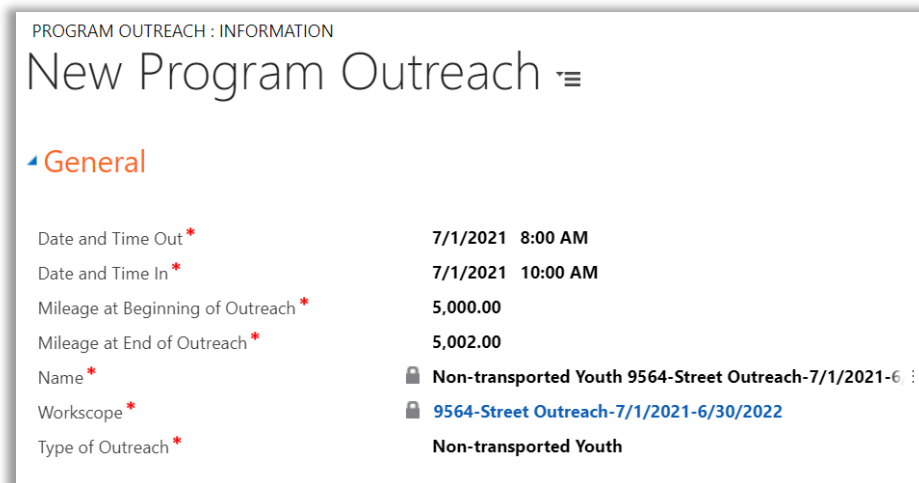 PROGRAM OUTREACH : INFORMATION
New Program Outreach
General
Date and Time Out* 7/1/2021 8:00 AM
Date and Time In* 7/1/2021 10:00 AM
Mileage at Beginning of Outreach* 5,000.00
Mileage at End of Outreach* 5,002.00
Name* Non-transported Youth 9564-Street Outreach-7/1/2021-6
Workscope* 9564-Street Outreach-7/1/2021-6/30/2022
Type of Outreach* Non-transported Youth